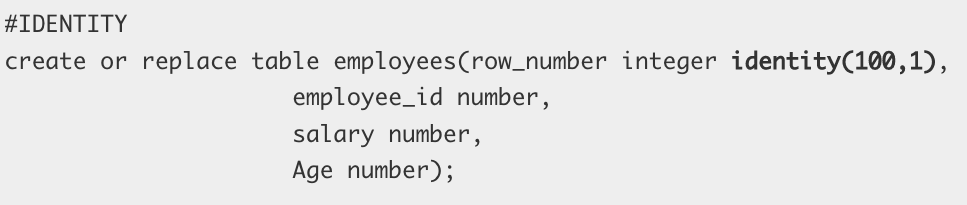 #IDENTITY
create or replace table employees(row_number integer identity(100,1),
employee_id number,
salary number,
Age number);